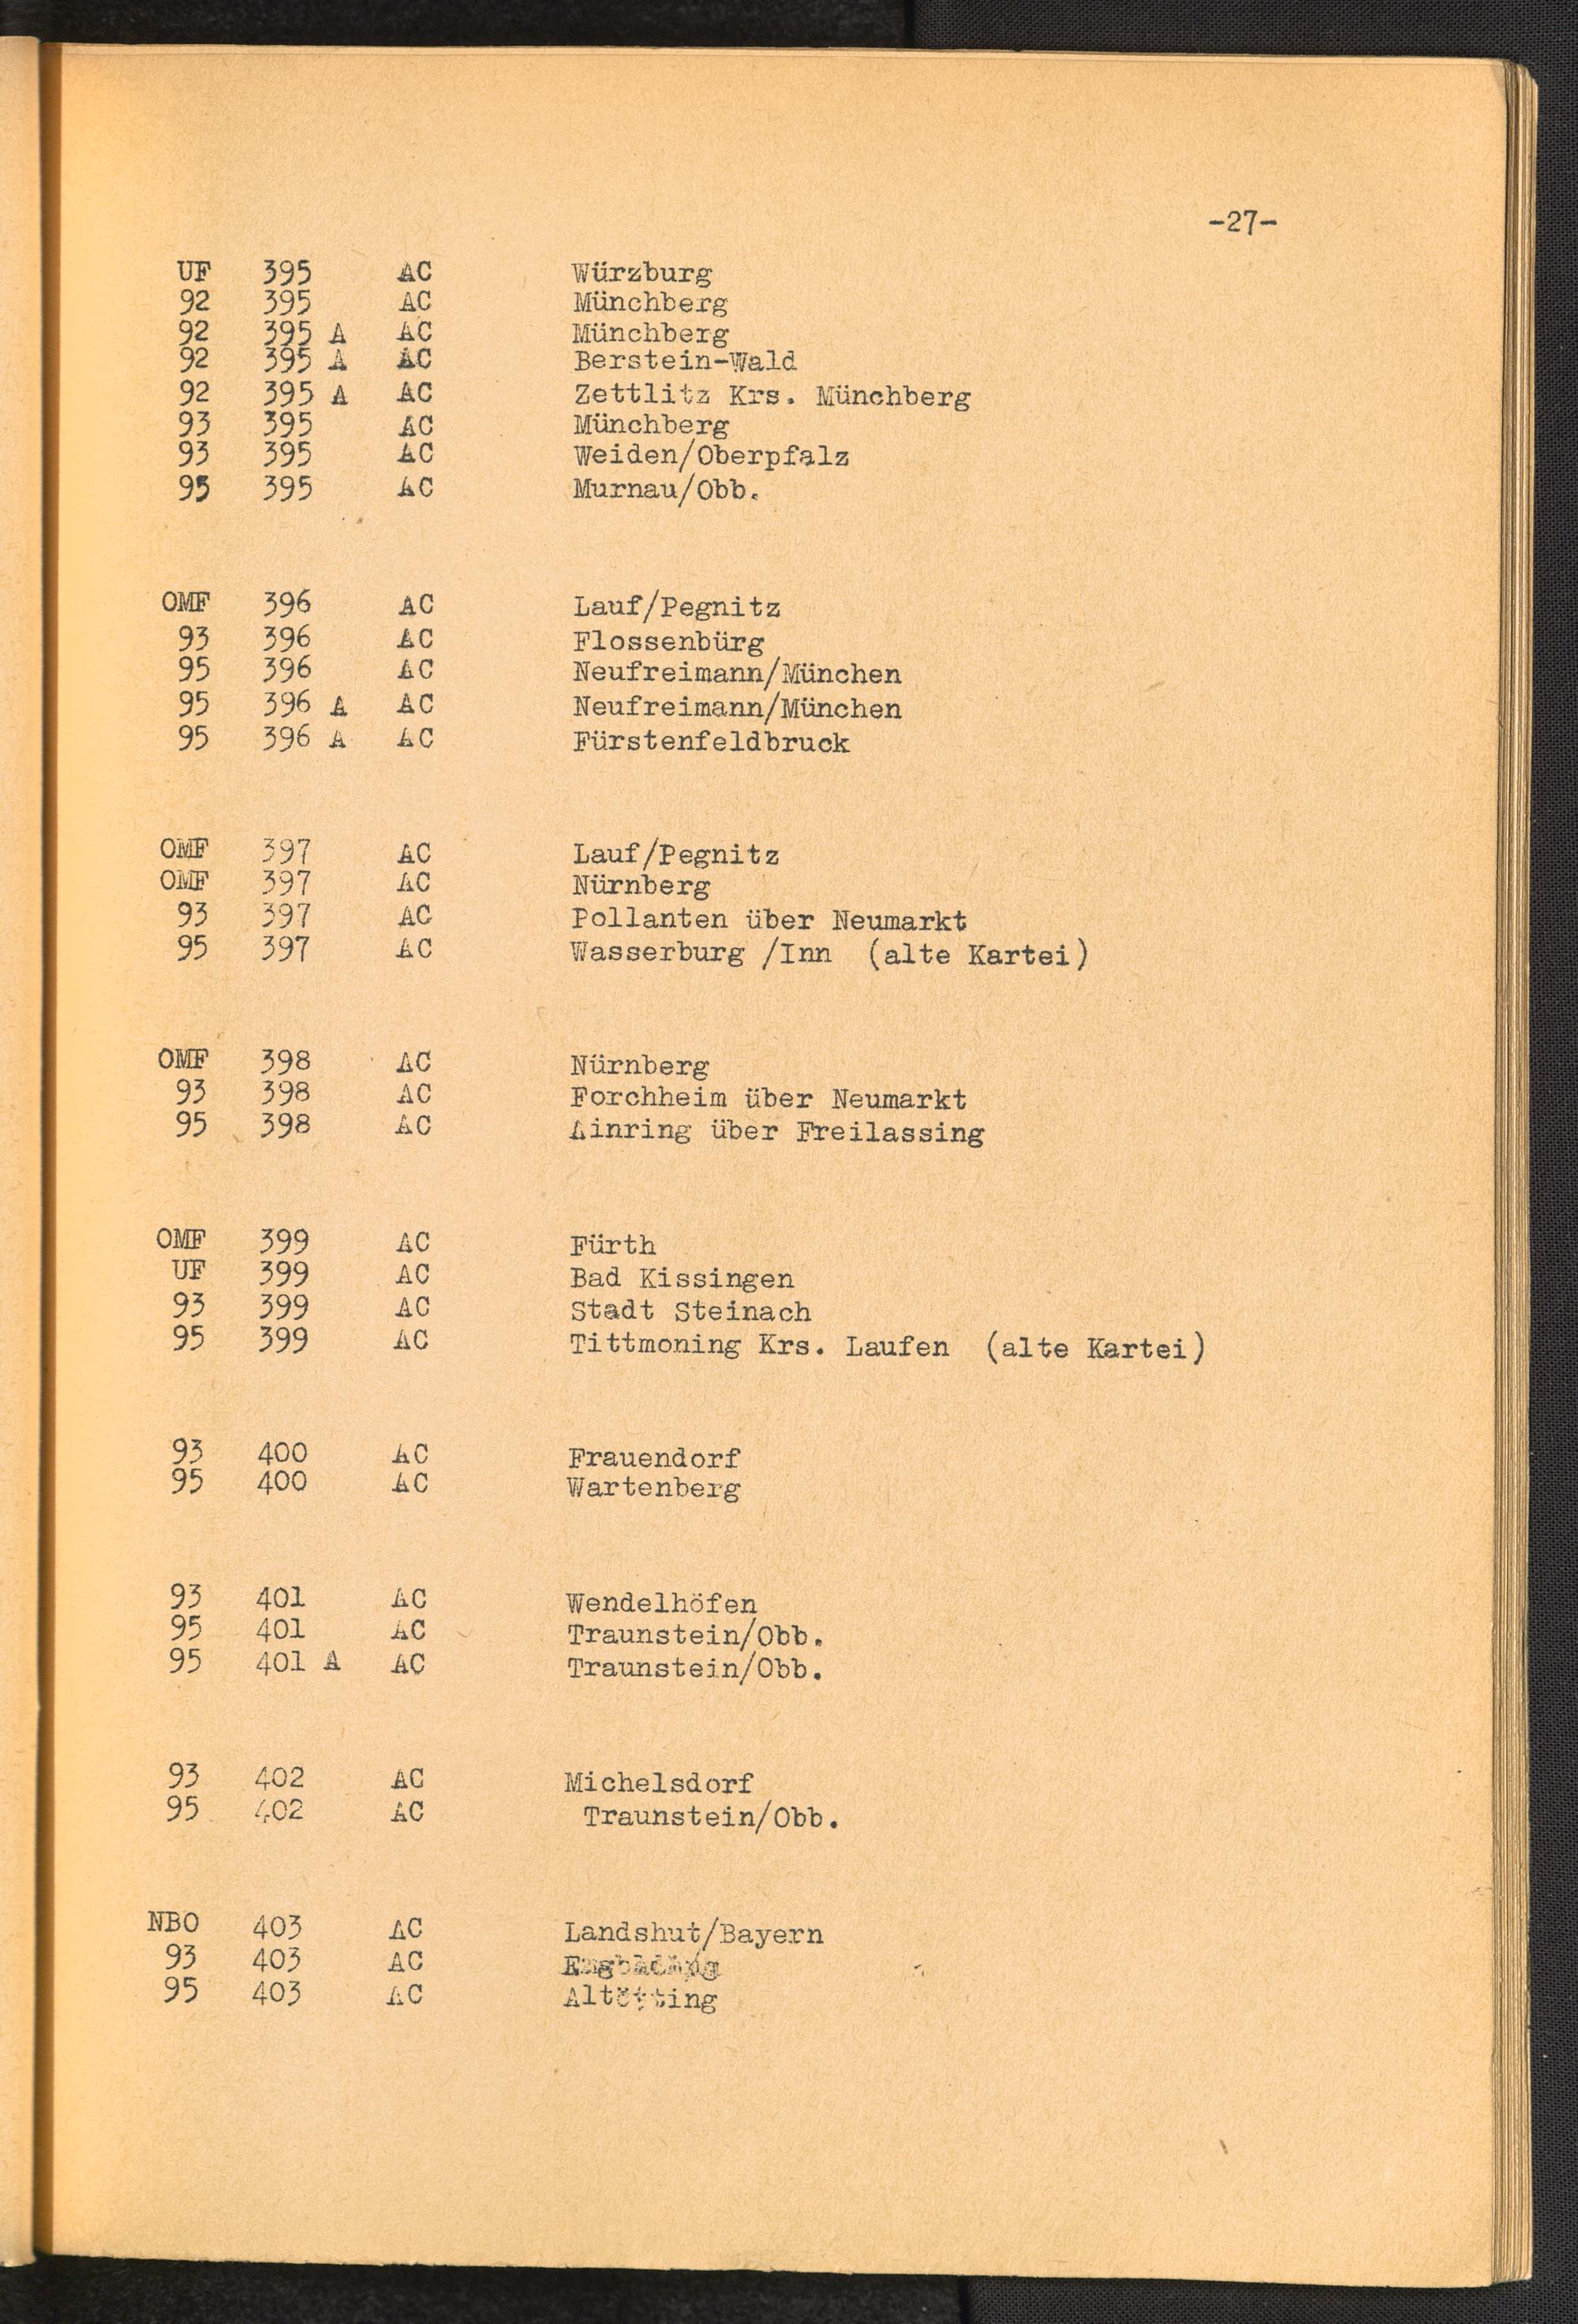 -27-
UF 395 AC Würzburg
92 395 AC Münchberg
92 395 A AC Münchberg
92 395 A AC Berstein-Wald
92 395 A AC Zettlitz Krs. Münchberg
93 395 AC Münchberg
93 395 AC Weiden/Oberpfalz
95 395 AC Murnau/Obb.
OMF 396 AC Lauf/Pegnitz
93 396 AC Flossenbürg
95 396 AC Neufreimann/München
95 396 A AC Neufreimann/München
95 396 A AC Fürstenfeldbruck
OMF 397 AC Lauf/Pegnitz
OMF 397 AC Nürnberg
93 397 AC Pollanten über Neumarkt
95 397 AC Wasserburg /Inn (alte Kartei)
OMF 398 AC Nürnberg
93 398 AC Forchheim über Neumarkt
95 398 AC Ainring über Freilassing
OMF 399 AC Fürth
UF 399 AC Bad Kissingen
93 399 AC Stadt Steinach
95 399 AC Tittmoning Krs. Laufen (alte Kartei)
93 400 AC Frauendorf
95 400 AC Wartenberg
93 401 AC Wendelhöfen
95 401 AC Traunstein/Obb.
95 401 A AC Traunstein/Obb.
93 402 AC Michelsdorf
95 402 AC Traunstein/Obb.
NBO 403 AC Landshut/Bayern
93 403 AC
95 403 AC Altötting